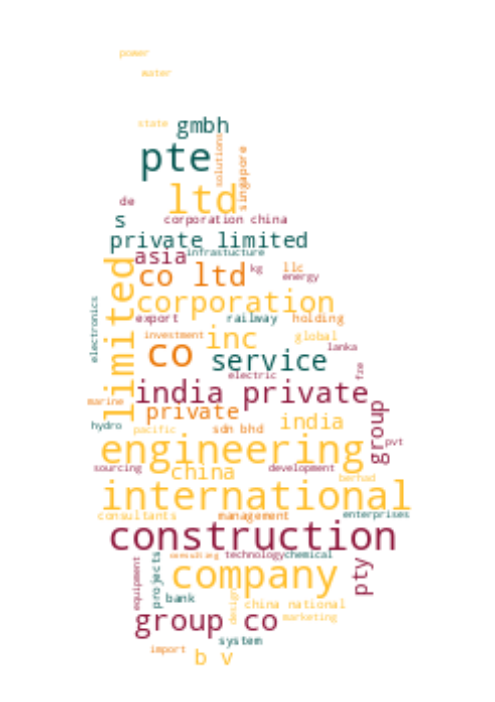 power
water
state
gmbh
solutions
singapore
pte
ltd
de
s
corporation china
private limited
asia
infrastucture
kg
llc
energy
co ltd
limited
electronics
corporation
export
railway
holding
investment
inc
global
lanka
co
service
electric
fze
india private
marine
private
group
hydro
pacific
sdn bhd
india
pvt
engineering
sourcing
china
development
berhad
international
consultants
management
enterprises
construction
consulting
technology
chemical
equipment
projects
company
pty
bank
design
china national
group co
marketing
system
import
b v